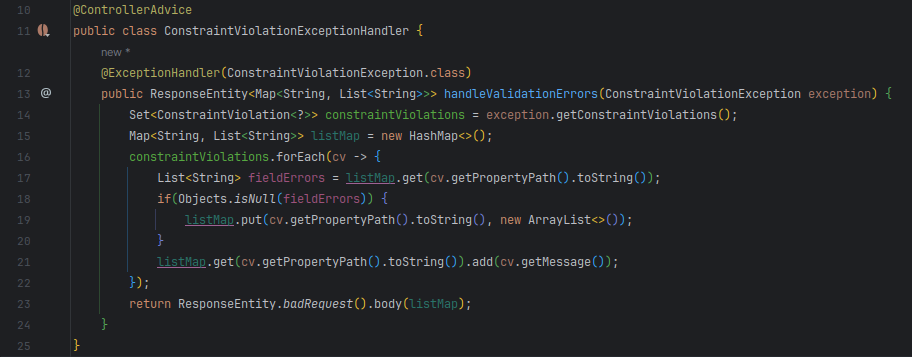 10 @ControllerAdvice
11 public class ConstraintViolationExceptionHandler {
new *
12 @ExceptionHandler(ConstraintViolationException.class)
13 @ public ResponseEntity<Map<String, List<String>>> handleValidationErrors(ConstraintViolationException exception) {
14 Set<ConstraintViolation<?>> constraintViolations = exception.getConstraintViolations();
15 Map<String, List<String>> listMap = new HashMap<>();
16 constraintViolations.forEach(cv -> {
17 List<String> fieldErrors = listMap.get(cv.getPropertyPath().toString());
18 if(Objects.isNull(fieldErrors)) {
19 listMap.put(cv.getPropertyPath().toString(), new ArrayList<>());
20 }
21 listMap.get(cv.getPropertyPath().toString()).add(cv.getMessage());
22 });
23 return ResponseEntity.badRequest().body(listMap);
24 }
25 }